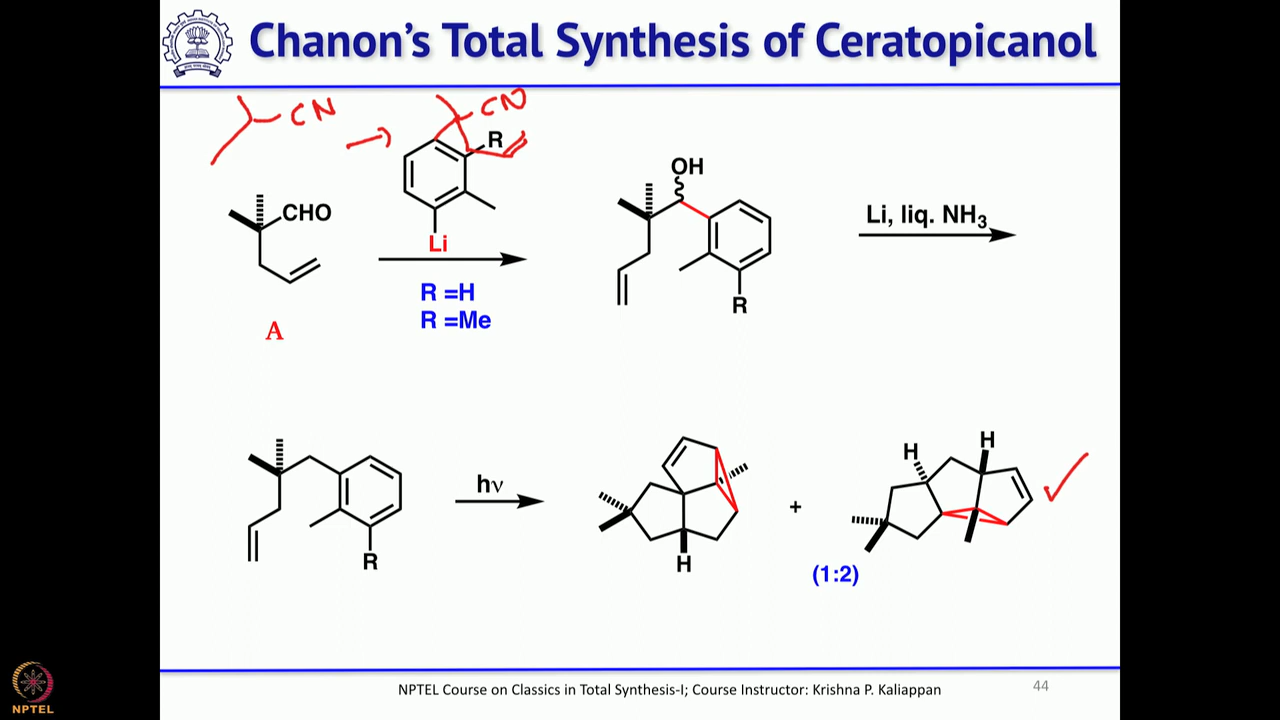 Chanon's Total Synthesis of Ceratopicanol
CN
CN
R
CHO
Li
OH
Li, liq. NH3
R =H
R =Me
A
R
R
hν
H
+
H
H
(1:2)
NPTEL Course on Classics in Total Synthesis-I; Course Instructor: Krishna P. Kaliappan
44
NPTEL